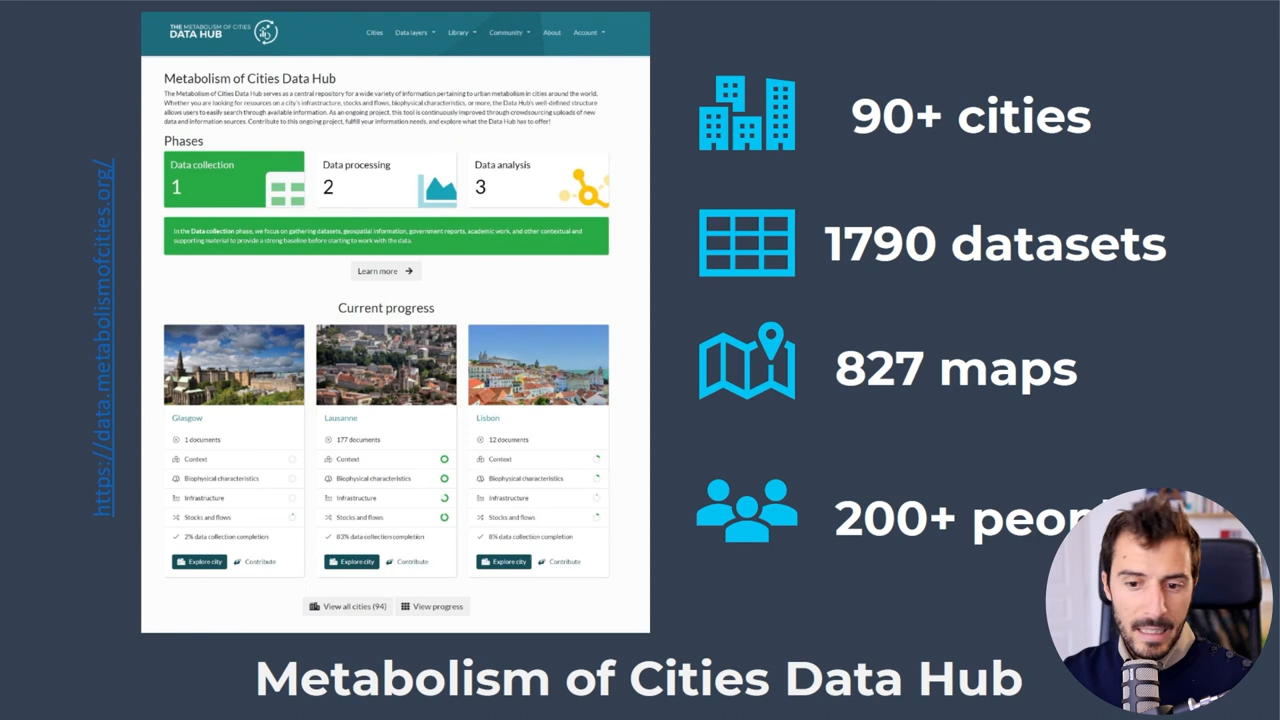 https://data.metabolismofcities.org/
THE METABOLISM OF CITIES
DATA HUB
Cities Data layers Library Community About Account
Metabolism of Cities Data Hub
The Metabolism of Cities Data Hub serves as a central repository for a wide variety of information pertaining to urban metabolism in cities around the world.
Whether you are looking for resources on a city's infrastructure, stocks and flows, biophysical characteristics, or more, the Data Hub's well-defined structure
allows users to easily search through available information. As an ongoing project, this tool is continuously improved through crowdsourcing uploads of new
data and information sources. Contribute to this ongoing project, fulfill your information needs, and explore what the Data Hub has to offer!
Phases
Data collection
1
Data processing
2
Data analysis
3
In the Data collection phase, we focus on gathering datasets, geospatial information, government reports, academic work, and other contextual and
supporting material to provide a strong baseline before starting to work with the data.
Learn more
Current progress
Glasgow
1 documents
Context
Biophysical characteristics
Infrastructure
Stocks and flows
2% data collection completion
Explore city Contribute
Lausanne
177 documents
Context
Biophysical characteristics
Infrastructure
Stocks and flows
83% data collection completion
Explore city Contribute
Lisbon
12 documents
Context
Biophysical characteristics
Infrastructure
Stocks and flows
8% data collection completion
Explore city Contribute
View all cities (94) View progress
90+ cities
1790 datasets
827 maps
200+ peop
Metabolism of Cities Data Hub